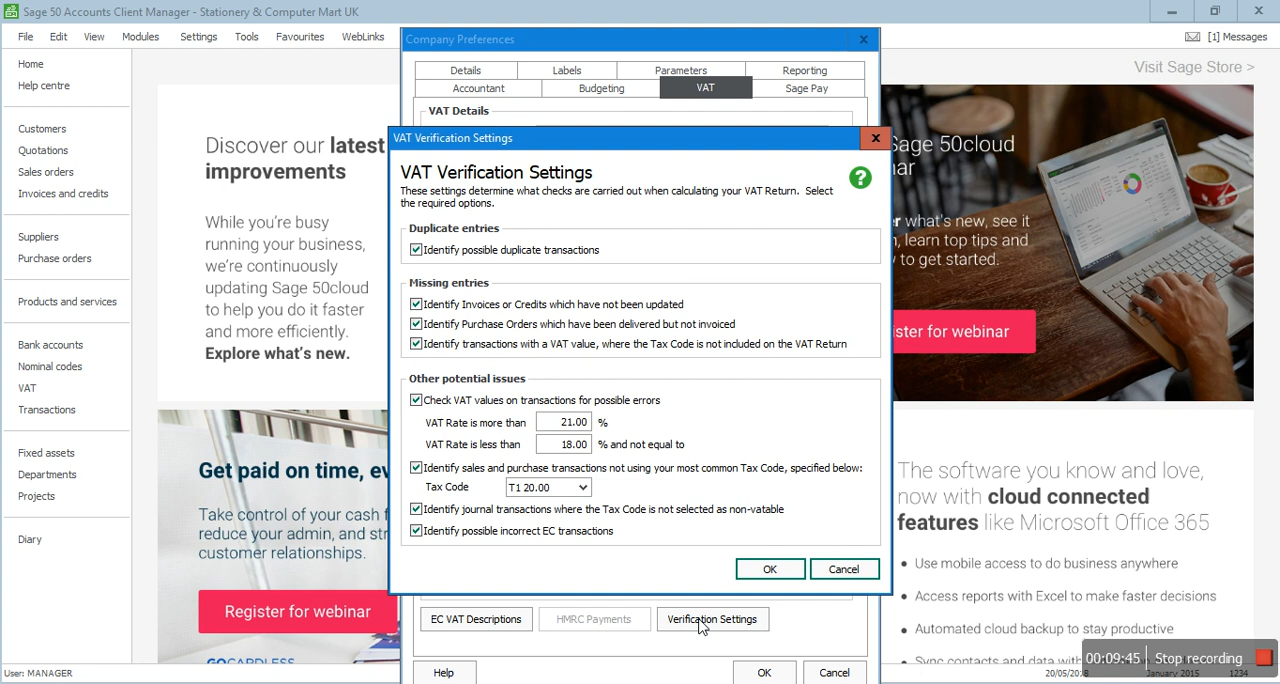 Sage 50 Accounts Client Manager - Stationery & Computer Mart UK
File Edit View Modules Settings Tools Favourites WebLinks
[1] Messages
Home
Help centre
Customers
Quotations
Sales orders
Invoices and credits
Suppliers
Purchase orders
Products and services
Bank accounts
Nominal codes
VAT
Transactions
Fixed assets
Departments
Projects
Diary
Visit Sage Store >
Discover our latest
improvements
While you're busy
running your business,
we're continuously
updating Sage 50cloud
to help you do it faster
and more efficiently.
Explore what's new.
Get paid on time, ev
Take control of your cash f
reduce your admin, and str
customer relationships.
Register for webinar
GOCARDLESS
Company Preferences
Details Labels Parameters Reporting
Accountant Budgeting VAT Sage Pay
VAT Details
VAT Verification Settings
VAT Verification Settings
These settings determine what checks are carried out when calculating your VAT Return. Select
the required options.
Duplicate entries
Identify possible duplicate transactions
Missing entries
Identify Invoices or Credits which have not been updated
Identify Purchase Orders which have been delivered but not invoiced
Identify transactions with a VAT value, where the Tax Code is not included on the VAT Return
Other potential issues
Check VAT values on transactions for possible errors
VAT Rate is more than 21.00 %
VAT Rate is less than 18.00 % and not equal to
Identify sales and purchase transactions not using your most common Tax Code, specified below:
Tax Code T1 20.00
Identify journal transactions where the Tax Code is not selected as non-vatable
Identify possible incorrect EC transactions
OK Cancel
EC VAT Descriptions HMRC Payments Verification Settings
Help OK Cancel
Sage 50cloud
ar
r what's new, see it
, learn top tips and
to get started.
ister for webinar
The software you know and love,
now with cloud connected
features like Microsoft Office 365
Use mobile access to do business anywhere
Access reports with Excel to make faster decisions
Automated cloud backup to stay productive
Sync contacts and data with
00:09:45 Stop recording
User: MANAGER
January 2015
1234